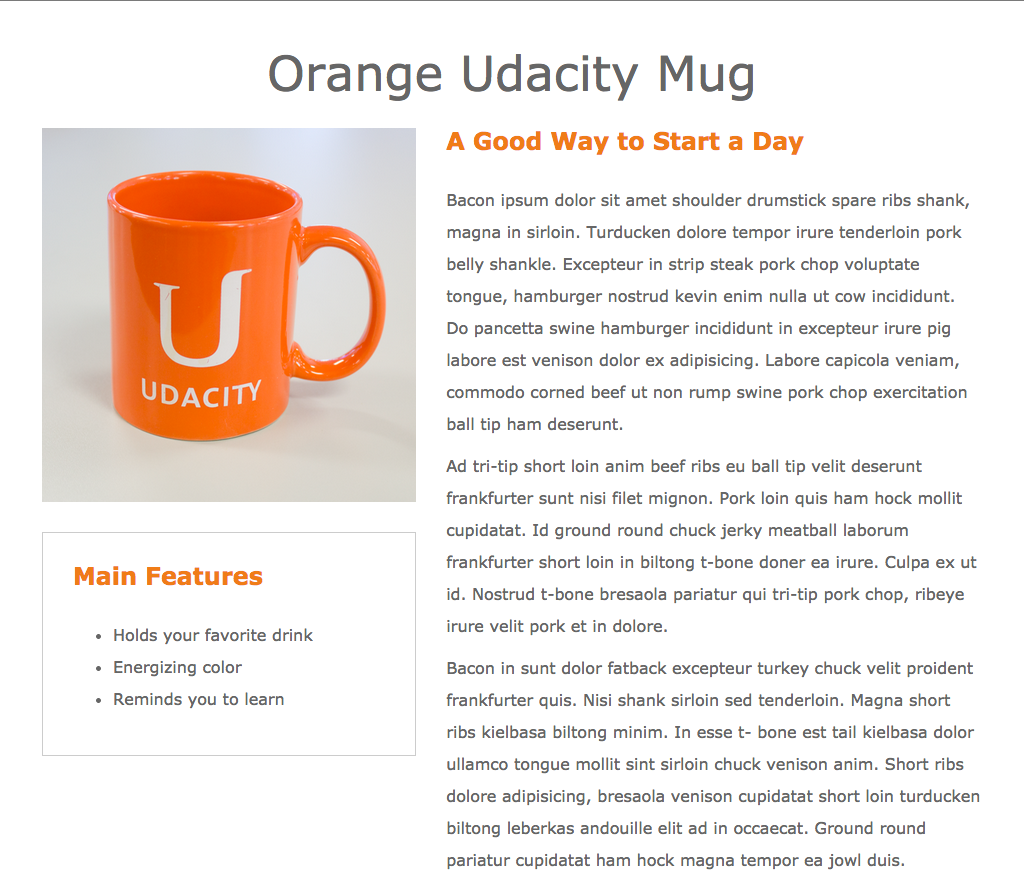 Orange Udacity Mug
U
UDACITY
Main Features
• Holds your favorite drink
• Energizing color
• Reminds you to learn
A Good Way to Start a Day
Bacon ipsum dolor sit amet shoulder drumstick spare ribs shank,
magna in sirloin. Turducken dolore tempor irure tenderloin pork
belly shankle. Excepteur in strip steak pork chop voluptate
tongue, hamburger nostrud kevin enim nulla ut cow incididunt.
Do pancetta swine hamburger incididunt in excepteur irure pig
labore est venison dolor ex adipisicing. Labore capicola veniam,
commodo corned beef ut non rump swine pork chop exercitation
ball tip ham deserunt.
Ad tri-tip short loin anim beef ribs eu ball tip velit deserunt
frankfurter sunt nisi filet mignon. Pork loin quis ham hock mollit
cupidatat. Id ground round chuck jerky meatball laborum
frankfurter short loin in biltong t-bone doner ea irure. Culpa ex ut
id. Nostrud t-bone bresaola pariatur qui tri-tip pork chop, ribeye
irure velit pork et in dolore.
Bacon in sunt dolor fatback excepteur turkey chuck velit proident
frankfurter quis. Nisi shank sirloin sed tenderloin. Magna short
ribs kielbasa biltong minim. In esse t- bone est tail kielbasa dolor
ullamco tongue mollit sint sirloin chuck venison anim. Short ribs
dolore adipisicing, bresaola venison cupidatat short loin turducken
biltong leberkas andouille elit ad in occaecat. Ground round
pariatur cupidatat ham hock magna tempor ea jowl duis.